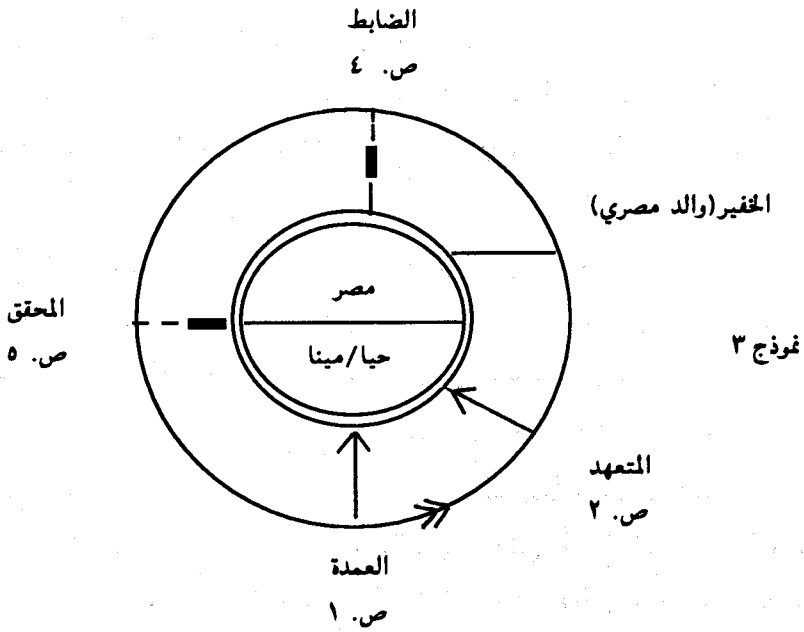 الضابط
ص. ٤
الخفير(والد مصري)
مصر
حيا/مينا
المحقق
ص. ٥
نموذج ٣
المتعهد
ص. ٢
العمدة
ص. ١